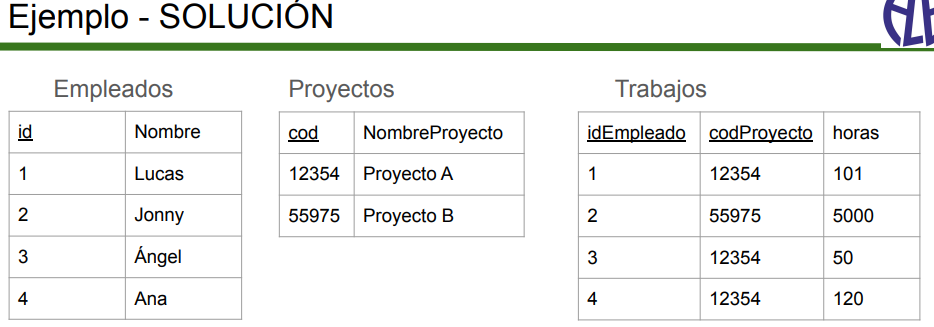 Ejemplo - SOLUCIÓN
Empleados
id Nombre
1 Lucas
2 Jonny
3 Ángel
4 Ana
Proyectos
cod NombreProyecto
12354 Proyecto A
55975 Proyecto B
Trabajos
idEmpleado codProyecto horas
1 12354 101
2 55975 5000
3 12354 50
4 12354 120